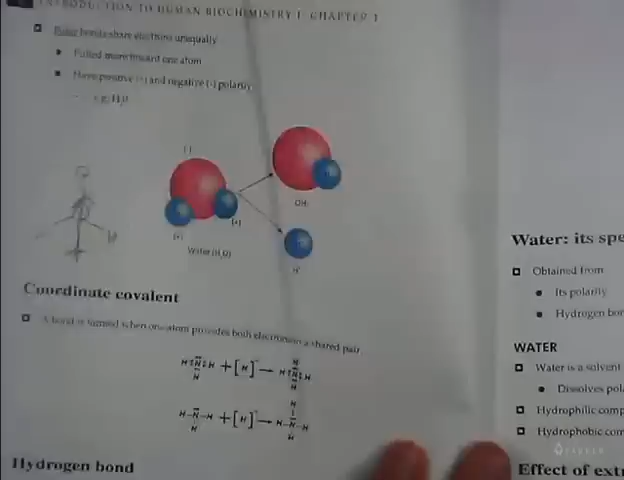 INTRODUCTION TO HUMAN BIOCHEMISTRY I CHAPTER 1
Polar bonds share electrons unequally
Pulled more toward one atom
Have positive (+) and negative (-) polarity
e.g. H₂O
(-)
(+)
(+)
Water (H₂O)
OH
H⁺
Coordinate covalent
A bond is formed when one atom provides both electrons in a shared pair
H H + [H] → H H
H
H
H
H-N-H + [H] → H-N-H
H
H
H
Hydrogen bond
Water: its spe
Obtained from
Its polarity
Hydrogen bor
WATER
Water is a solvent
Dissolves pola
Hydrophilic comp
Hydrophobic com
Effect of extr